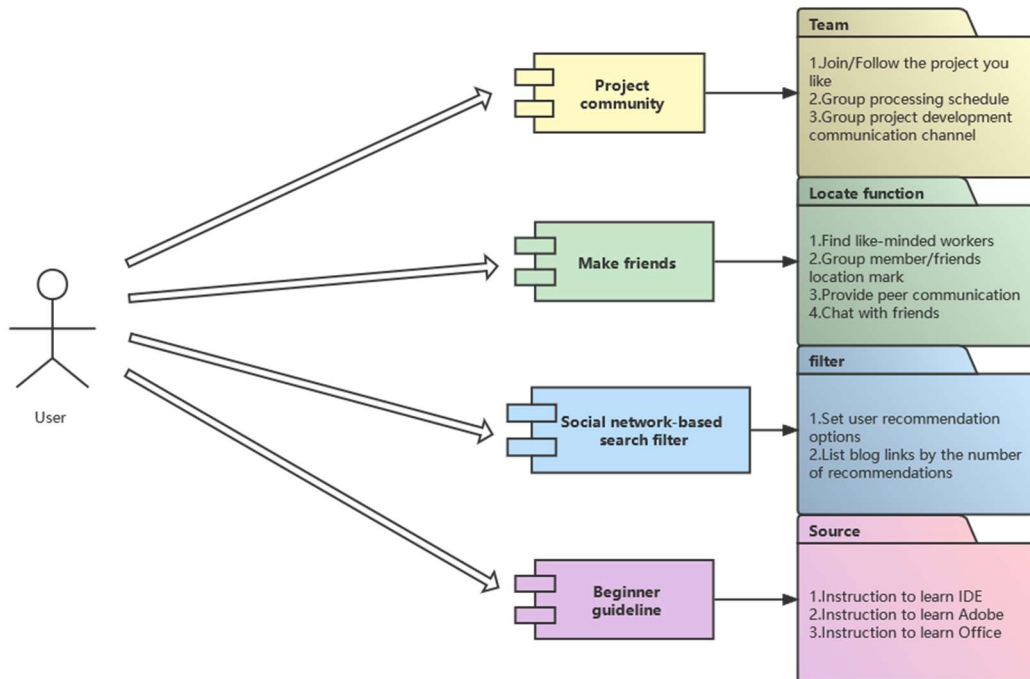 Team
1.Join/Follow the project you
like
2.Group processing schedule
3.Group project development
communication channel
Project
community
Locate function
1.Find like-minded workers
2.Group member/friends
location mark
3.Provide peer communication
4.Chat with friends
Make friends
User
filter
1.Set user recommendation
options
2.List blog links by the number
of recommendations
Social network-based
search filter
Source
1.Instruction to learn IDE
2.Instruction to learn Adobe
3.Instruction to learn Office
Beginner
guideline